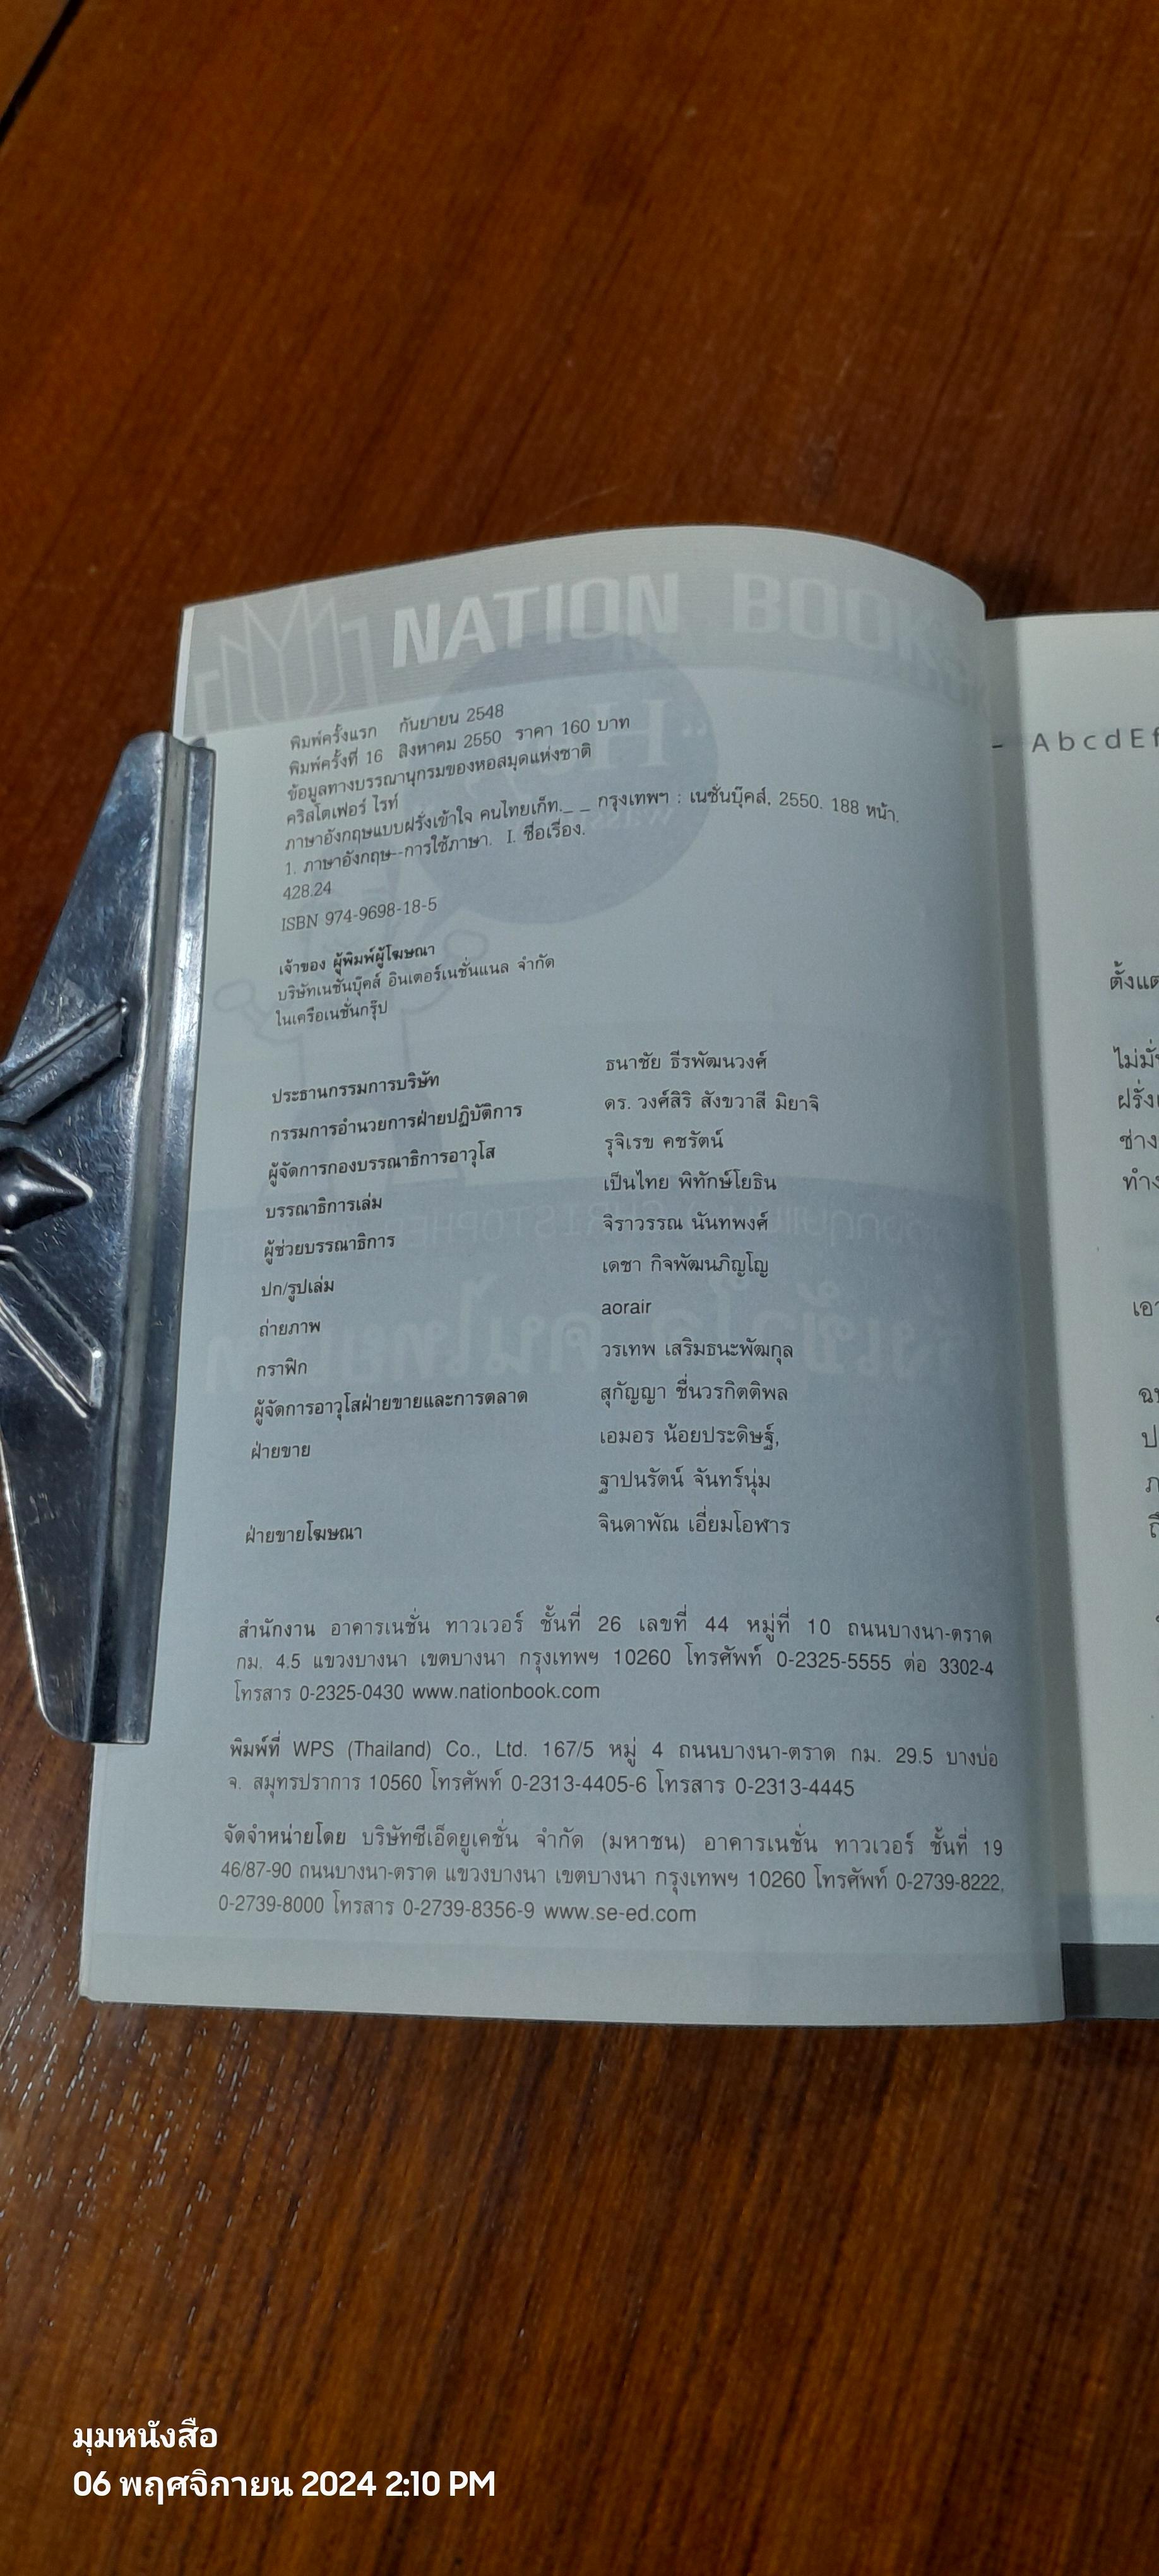 NATION BOOKS
พิมพ์ครั้งแรก กันยายน 2548
พิมพ์ครั้งที่ 16 สิงหาคม 2550 ราคา 160 บาท
ข้อมูลทางบรรณานุกรมของหอสมุดแห่งชาติ
คริสโตเฟอร์ ไรท์
ภาษาอังกฤษแบบฝรั่งเข้าใจ คนไทยเก็ท._ _ กรุงเทพฯ : เนชั่นบุ๊คส์, 2550. 188 หน้า.
1. ภาษาอังกฤษ--การใช้ภาษา. I. ชื่อเรื่อง.
428.24
ISBN 974-9698-18-5
เจ้าของ ผู้พิมพ์ผู้โฆษณา
บริษัทเนชั่นบุ๊คส์ อินเตอร์เนชั่นแนล จำกัด
ในเครือเนชั่นกรุ๊ป
ประธานกรรมการบริษัท ธนาชัย ธีรพัฒนวงศ์
กรรมการอำนวยการฝ่ายปฏิบัติการ ดร. วงศ์สิริ สังขวาสี มิยาจิ
ผู้จัดการกองบรรณาธิการอาวุโส รุจิเรข คชรัตน์
บรรณาธิการเล่ม เป็นไทย พิทักษ์โยธิน
ผู้ช่วยบรรณาธิการ จิราวรรณ นันทพงศ์
ปก/รูปเล่ม เดชา กิจพัฒนภิญโญ
ถ่ายภาพ aorair
กราฟิก วรเทพ เสริมธนะพัฒกุล
ผู้จัดการอาวุโสฝ่ายขายและการตลาด สุกัญญา ชื่นวรกิตติพล
ฝ่ายขาย เอมอร น้อยประดิษฐ์,
ฐาปนรัตน์ จันทร์นุ่ม
ฝ่ายขายโฆษณา จินดาพัณ เอี่ยมโอฬาร
สำนักงาน อาคารเนชั่น ทาวเวอร์ ชั้นที่ 26 เลขที่ 44 หมู่ที่ 10 ถนนบางนา-ตราด
กม. 4.5 แขวงบางนา เขตบางนา กรุงเทพฯ 10260 โทรศัพท์ 0-2325-5555 ต่อ 3302-4
โทรสาร 0-2325-0430 www.nationbook.com
พิมพ์ที่ WPS (Thailand) Co., Ltd. 167/5 หมู่ 4 ถนนบางนา-ตราด กม. 29.5 บางบ่อ
จ. สมุทรปราการ 10560 โทรศัพท์ 0-2313-4405-6 โทรสาร 0-2313-4445
จัดจำหน่ายโดย บริษัทซีเอ็ดยูเคชั่น จำกัด (มหาชน) อาคารเนชั่น ทาวเวอร์ ชั้นที่ 19
46/87-90 ถนนบางนา-ตราด แขวงบางนา เขตบางนา กรุงเทพฯ 10260 โทรศัพท์ 0-2739-8222,
0-2739-8000 โทรสาร 0-2739-8356-9 www.se-ed.com
AbcdEf
มุมหนังสือ
06 พฤศจิกายน 2024 2:10 PM